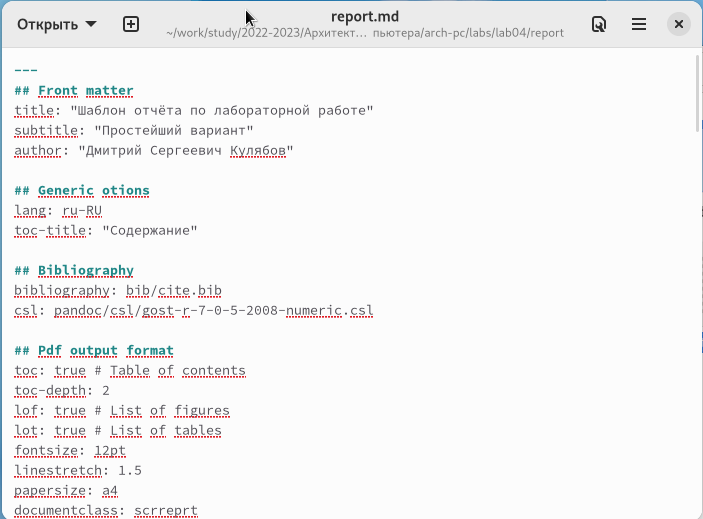 Открыть
report.md
~/work/study/2022-2023/Архитект… пьютера/arch-pc/labs/lab04/report
---
## Front matter
title: "Шаблон отчёта по лабораторной работе"
subtitle: "Простейший вариант"
author: "Дмитрий Сергеевич Кулябов"
## Generic otions
lang: ru-RU
toc-title: "Содержание"
## Bibliography
bibliography: bib/cite.bib
csl: pandoc/csl/gost-r-7-0-5-2008-numeric.csl
## Pdf output format
toc: true # Table of contents
toc-depth: 2
lof: true # List of figures
lot: true # List of tables
fontsize: 12pt
linestretch: 1.5
papersize: a4
documentclass: scrreprt